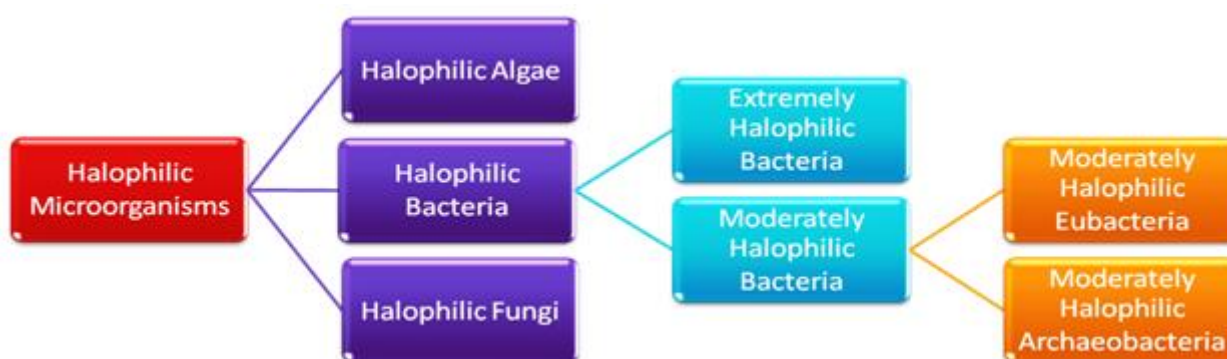 Halophilic
Microorganisms
Halophilic Algae
Halophilic
Bacteria
Halophilic Fungi
Extremely
Halophilic
Bacteria
Moderately
Halophilic
Bacteria
Moderately
Halophilic
Eubacteria
Moderately
Halophilic
Archaeobacteria